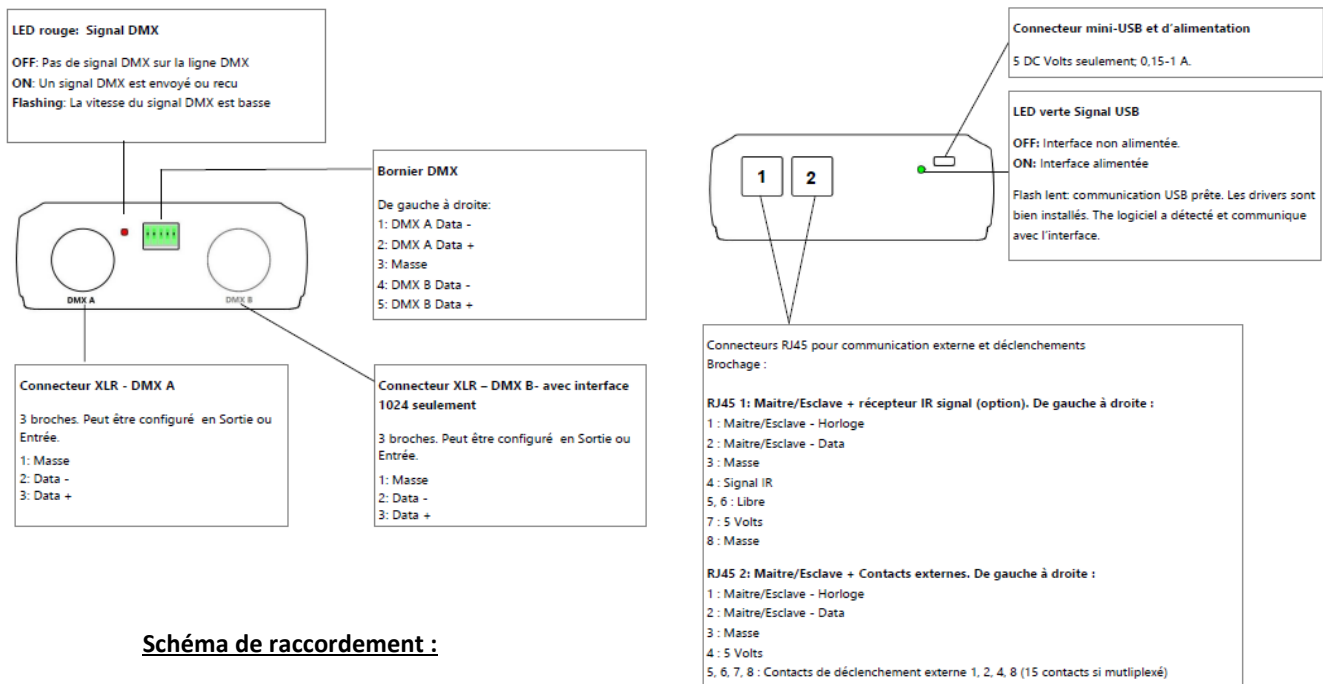 LED rouge: Signal DMX
OFF: Pas de signal DMX sur la ligne DMX
ON: Un signal DMX est envoyé ou recu
Flashing: La vitesse du signal DMX est basse
Bornier DMX
De gauche à droite:
1: DMX A Data -
2: DMX A Data +
3: Masse
4: DMX B Data -
5: DMX B Data +
DMX A
DMX B
Connecteur XLR - DMX A
3 broches. Peut être configuré en Sortie ou
Entrée.
1: Masse
2: Data -
3: Data +
Connecteur XLR – DMX B- avec interface
1024 seulement
3 broches. Peut être configuré en Sortie ou
Entrée.
1: Masse
2: Data -
3: Data +
Schéma de raccordement :
Connecteur mini-USB et d'alimentation
5 DC Volts seulement; 0,15-1 A.
LED verte Signal USB
OFF: Interface non alimentée.
ON: Interface alimentée
Flash lent: communication USB prête. Les drivers sont
bien installés. The logiciel a détecté et communique
avec l'interface.
1
2
Connecteurs RJ45 pour communication externe et déclenchements
Brochage :
RJ45 1: Maitre/Esclave + récepteur IR signal (option). De gauche à droite :
1 : Maitre/Esclave - Horloge
2 : Maitre/Esclave - Data
3 : Masse
4 : Signal IR
5, 6 : Libre
7 : 5 Volts
8 : Masse
RJ45 2: Maitre/Esclave + Contacts externes. De gauche à droite :
1 : Maitre/Esclave - Horloge
2 : Maitre/Esclave - Data
3 : Masse
4 : 5 Volts
5, 6, 7, 8 : Contacts de déclenchement externe 1, 2, 4, 8 (15 contacts si mutliplexé)